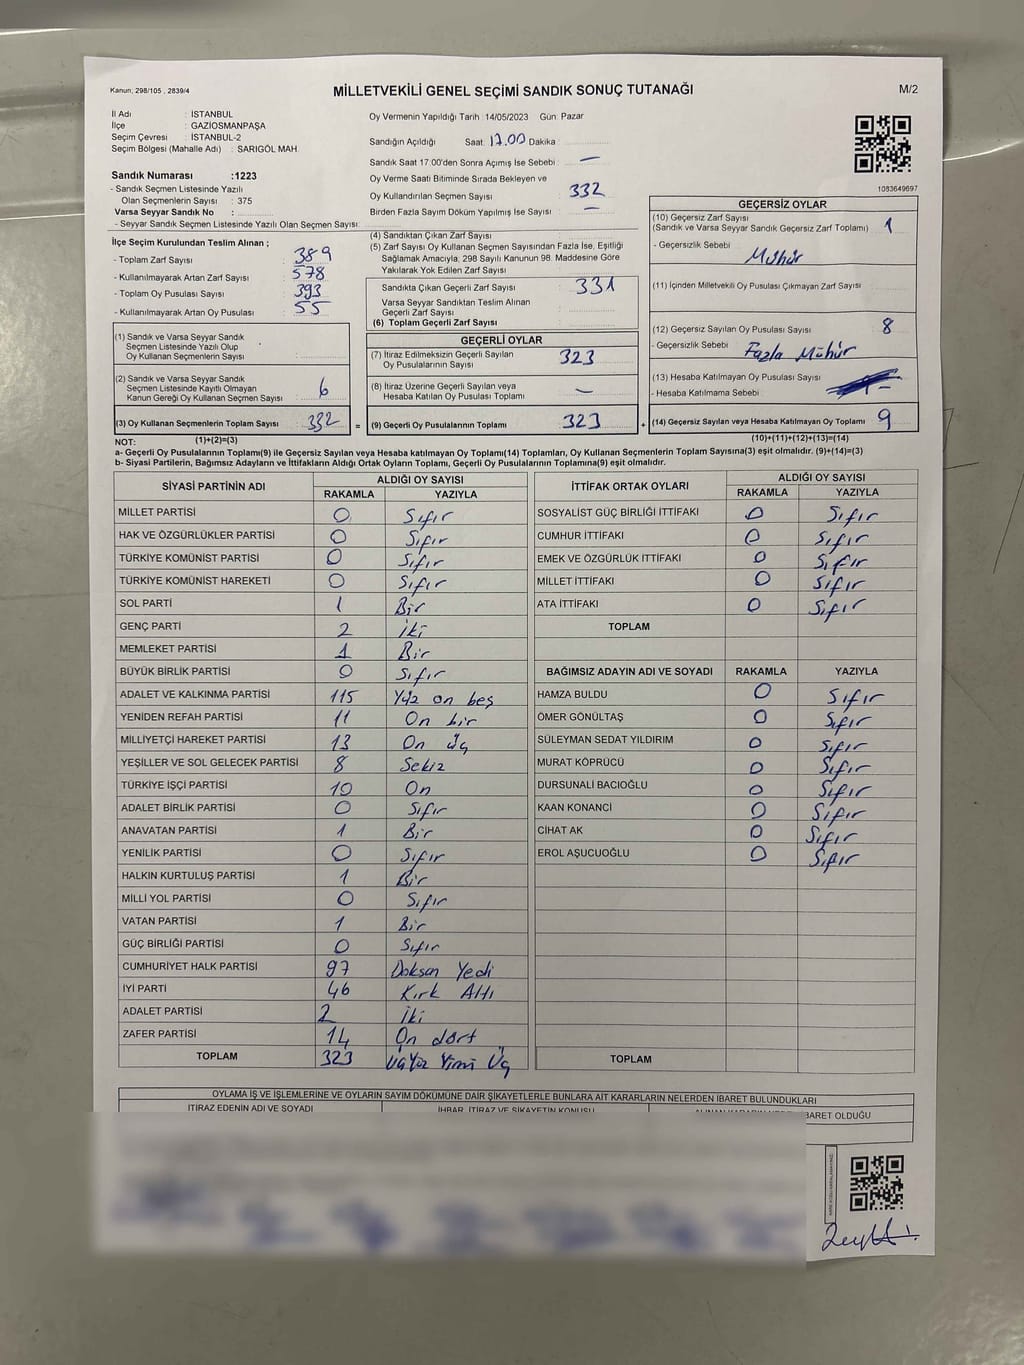 Kanun, 298/105 , 2839/4
MİLLETVEKİLİ GENEL SEÇİMİ SANDIK SONUÇ TUTANAĞI
M/2
İl Adı : İSTANBUL
İlçe : GAZİOSMANPAŞA
Seçim Çevresi : İSTANBUL-2
Seçim Bölgesi (Mahalle Adı) : SARIGÖL MAH.
Sandık Numarası :1223
- Sandık Seçmen Listesinde Yazılı
Olan Seçmenlerin Sayısı : 375
Varsa Seyyar Sandık No :
- Seyyar Sandık Seçmen Listesinde Yazılı Olan Seçmen Sayısı:
Oy Vermenin Yapıldığı Tarih :14/05/2023 Gün: Pazar
Sandığın Açıldığı Saat: 17.00 Dakika
Sandık Saat 17:00'den Sonra Açımış İse Sebebi : —
Oy Verme Saati Bitiminde Sırada Bekleyen ve
Oy Kullandırılan Seçmen Sayısı : 332
Birden Fazla Sayım Döküm Yapılmış İse Sayısı : —
1083649697
İlçe Seçim Kurulundan Teslim Alınan ;
- Toplam Zarf Sayısı : 389
- Kullanılmayarak Artan Zarf Sayısı : 578
- Toplam Oy Pusulası Sayısı : 393
- Kullanılmayarak Artan Oy Pusulası : 55
(4) Sandıktan Çıkan Zarf Sayısı :
(5) Zarf Sayısı Oy Kullanan Seçmen Sayısından Fazla İse, Eşitliği
Sağlamak Amacıyla; 298 Sayılı Kanunun 98. Maddesine Göre
Yakılarak Yok Edilen Zarf Sayısı :
Sandıkta Çıkan Geçerli Zarf Sayısı : 331
Varsa Seyyar Sandıktan Teslim Alınan
Geçerli Zarf Sayısı :
(6) Toplam Geçerli Zarf Sayısı :
GEÇERSİZ OYLAR
(10) Geçersiz Zarf Sayısı : 1
(Sandık ve Varsa Seyyar Sandık Geçersiz Zarf Toplamı)
- Geçersizlik Sebebi : Mühür
(11) İçinden Milletvekili Oy Pusulası Çıkmayan Zarf Sayısı
(12) Geçersiz Sayılan Oy Pusulası Sayısı : 8
- Geçersizlik Sebebi : Fazla Mühür
(13) Hesaba Katılmayan Oy Pusulası Sayısı :
- Hesaba Katılmama Sebebi :
(14) Geçersiz Sayılan veya Hesaba Katılmayan Oy Toplamı 9
(10)+(11)+(12)+(13)=(14)
(1) Sandık ve Varsa Seyyar Sandık
Seçmen Listesinde Yazılı Olup
Oy Kullanan Seçmenlerin Sayısı :
(2) Sandık ve Varsa Seyyar Sandık
Seçmen Listesinde Kayıtlı Olmayan
Kanun Gereği Oy Kullanan Seçmen Sayısı : 6
(3) Oy Kullanan Seçmenlerin Toplam Sayısı : 332 =
(1)+(2)=(3)
GEÇERLİ OYLAR
(7) İtiraz Edilmeksizin Geçerli Sayılan
Oy Pusulalarının Sayısı : 323
(8) İtiraz Üzerine Geçerli Sayılan veya
Hesaba Katılan Oy Pusulası Toplamı : —
(9) Geçerli Oy Pusulalarının Toplamı : 323 +
NOT:
a- Geçerli Oy Pusulalarının Toplamı(9) ile Geçersiz Sayılan veya Hesaba katılmayan Oy Toplamı(14) Toplamları, Oy Kullanan Seçmenlerin Toplam Sayısına(3) eşit olmalıdır. (9)+(14)=(3)
b- Siyasi Partilerin, Bağımsız Adayların ve İttifakların Aldığı Ortak Oyların Toplamı, Geçerli Oy Pusulalarının Toplamına(9) eşit olmalıdır.
SİYASİ PARTİNİN ADI ALDIĞI OY SAYISI
RAKAMLA YAZIYLA
MİLLET PARTİSİ 0 Sıfır
HAK VE ÖZGÜRLÜKLER PARTİSİ 0 Sıfır
TÜRKİYE KOMÜNİST PARTİSİ 0 Sıfır
TÜRKİYE KOMÜNİST HAREKETİ 0 Sıfır
SOL PARTİ 1 Bir
GENÇ PARTİ 2 İki
MEMLEKET PARTİSİ 1 Bir
BÜYÜK BİRLİK PARTİSİ 0 Sıfır
ADALET VE KALKINMA PARTİSİ 115 Yüz on beş
YENİDEN REFAH PARTİSİ 11 On bir
MİLLİYETÇİ HAREKET PARTİSİ 13 On üç
YEŞİLLER VE SOL GELECEK PARTİSİ 8 Sekiz
TÜRKİYE İŞÇİ PARTİSİ 10 On
ADALET BİRLİK PARTİSİ 0 Sıfır
ANAVATAN PARTİSİ 1 Bir
YENİLİK PARTİSİ 0 Sıfır
HALKIN KURTULUŞ PARTİSİ 1 Bir
MİLLİ YOL PARTİSİ 0 Sıfır
VATAN PARTİSİ 1 Bir
GÜÇ BİRLİĞİ PARTİSİ 0 Sıfır
CUMHURİYET HALK PARTİSİ 97 Doksan Yedi
İYİ PARTİ 46 Kırk Altı
ADALET PARTİSİ 2 İki
ZAFER PARTİSİ 14 On dört
TOPLAM 323 Üçyüz Yirmi Üç
İTTİFAK ORTAK OYLARI ALDIĞI OY SAYISI
RAKAMLA YAZIYLA
SOSYALİST GÜÇ BİRLİĞİ İTTİFAKI 0 Sıfır
CUMHUR İTTİFAKI 0 Sıfır
EMEK VE ÖZGÜRLÜK İTTİFAKI 0 Sıfır
MİLLET İTTİFAKI 0 Sıfır
ATA İTTİFAKI 0 Sıfır
TOPLAM
BAĞIMSIZ ADAYIN ADI VE SOYADI RAKAMLA YAZIYLA
HAMZA BULDU 0 Sıfır
ÖMER GÖNÜLTAŞ 0 Sıfır
SÜLEYMAN SEDAT YILDIRIM 0 Sıfır
MURAT KÖPRÜCÜ 0 Sıfır
DURSUNALİ BACIOĞLU 0 Sıfır
KAAN KONANCİ 0 Sıfır
CİHAT AK 0 Sıfır
EROL AŞUCUOĞLU 0 Sıfır
TOPLAM
OYLAMA İŞ VE İŞLEMLERİNE VE OYLARIN SAYIM DÖKÜMÜNE DAİR ŞİKAYETLERLE BUNLARA AİT KARARLARIN NELERDEN İBARET BULUNDUKLARI
İTİRAZ EDENİN ADI VE SOYADI İHBAR, İTİRAZ VE ŞİKAYETİN KONUSU ALINAN KARARIN NEDEN İBARET OLDUĞU